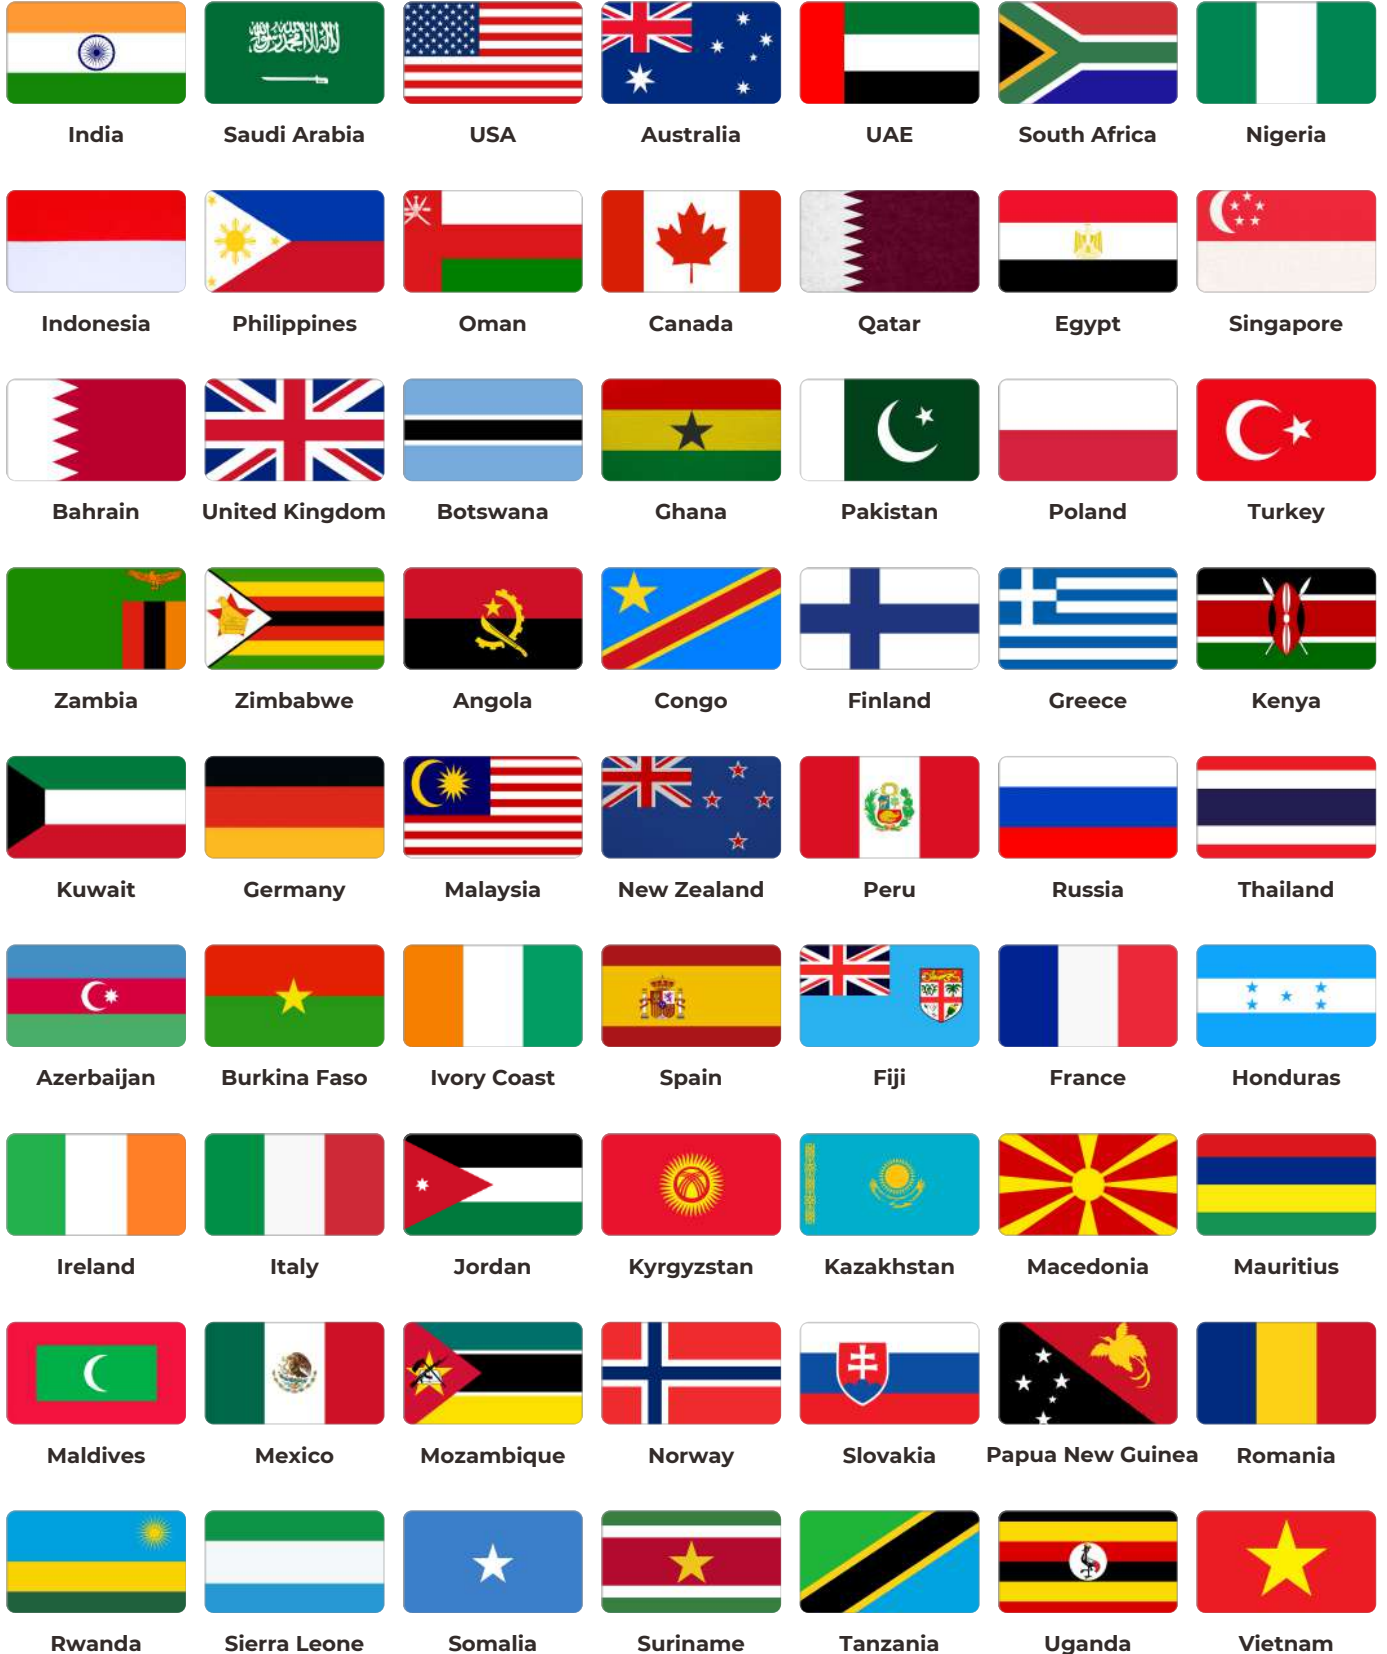 India Saudi Arabia USA Australia UAE South Africa Nigeria
Indonesia Philippines Oman Canada Qatar Egypt Singapore
Bahrain United Kingdom Botswana Ghana Pakistan Poland Turkey
Zambia Zimbabwe Angola Congo Finland Greece Kenya
Kuwait Germany Malaysia New Zealand Peru Russia Thailand
Azerbaijan Burkina Faso Ivory Coast Spain Fiji France Honduras
Ireland Italy Jordan Kyrgyzstan Kazakhstan Macedonia Mauritius
Maldives Mexico Mozambique Norway Slovakia Papua New Guinea Romania
Rwanda Sierra Leone Somalia Suriname Tanzania Uganda Vietnam